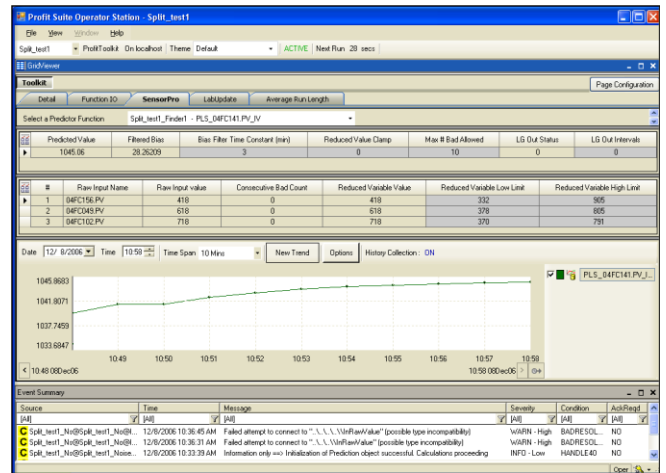 Profit Suite Operator Station - Split_test1
File View Window Help
Split_test1 ProfitToolkit On localhost Theme Default ACTIVE Next Run 28 secs
GridViewer
Toolkit Page Configuration
Detail Function IO SensorPro LabUpdate Average Run Length
Select a Predictor Function Split_test1_Finder1 - PLS_04FC141.PV_IV
Predicted Value Filtered Bias Bias Filter Time Constant (min) Reduced Value Clamp Max # Bad Allowed LG Out Status LG Out Intervals
1045.06 28.26209 3 0 10 0 0
# Raw Input Name Raw Input value Consecutive Bad Count Reduced Variable Value Reduced Variable Low Limit Reduced Variable High Limit
1 04FC156.PV 418 0 418 332 905
2 04FC049.PV 618 0 618 378 805
3 04FC102.PV 718 0 718 370 791
Date 12/ 8/2006 Time 10:58 Time Span 10 Mins New Trend Options History Collection : ON
1045.8683
1041.8071
1037.7459
1033.6847
PLS_04FC141.PV_I...
10:49 10:50 10:51 10:52 10:53 10:54 10:55 10:56 10:57 10:58
10:48 08Dec06 10:58 08Dec06
Event Summary
Source Time Message Severity Condition AckReqd
[All] [All] [All] [All] [All] [All]
C Split_test1_No@Split_test1_No@N... 12/8/2006 10:36:45 AM Failed attempt to connect to "..\..\..\..\InRawValue" (possible type incompatibility) WARN - High BADRESOL... NO
C Split_test1_No@Split_test1_No@N... 12/8/2006 10:36:31 AM Failed attempt to connect to "..\..\..\..\InRawValue" (possible type incompatibility) WARN - High BADRESOL... NO
C Split_test1_No@Split_test1_Noise... 12/8/2006 10:33:39 AM Information only ==> Initialization of Prediction object successful. Calculations proceeding INFO - Low HANDLE40 NO
Oper